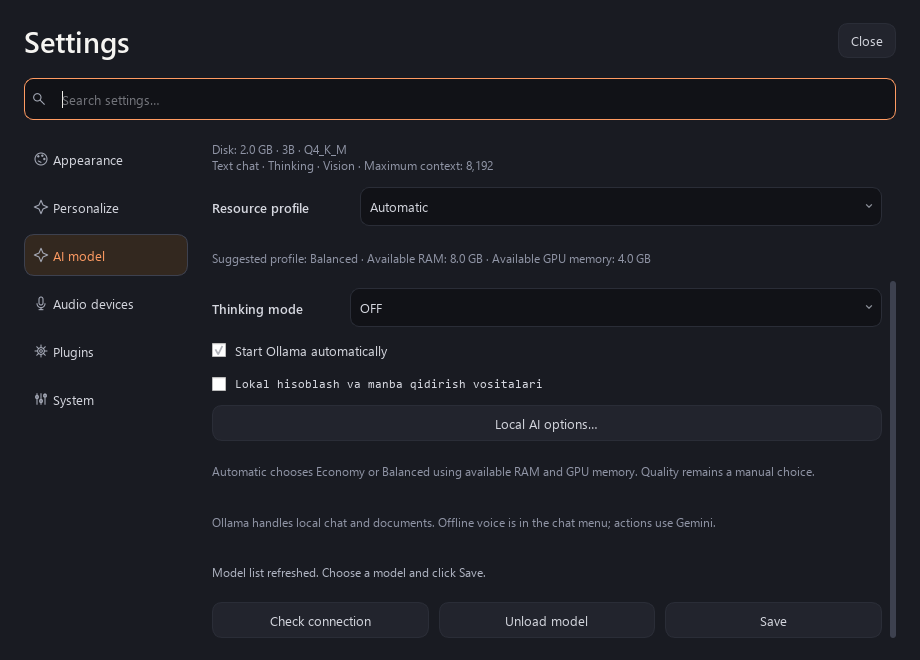 Settings
Close
Search settings...
Appearance
Personalize
AI model
Audio devices
Plugins
System
Disk: 2.0 GB · 3B · Q4_K_M
Text chat · Thinking · Vision · Maximum context: 8,192
Resource profile
Automatic
Suggested profile: Balanced · Available RAM: 8.0 GB · Available GPU memory: 4.0 GB
Thinking mode
OFF
Start Ollama automatically
Lokal hisoblash va manba qidirish vositalari
Local AI options...
Automatic chooses Economy or Balanced using available RAM and GPU memory. Quality remains a manual choice.
Ollama handles local chat and documents. Offline voice is in the chat menu; actions use Gemini.
Model list refreshed. Choose a model and click Save.
Check connection
Unload model
Save